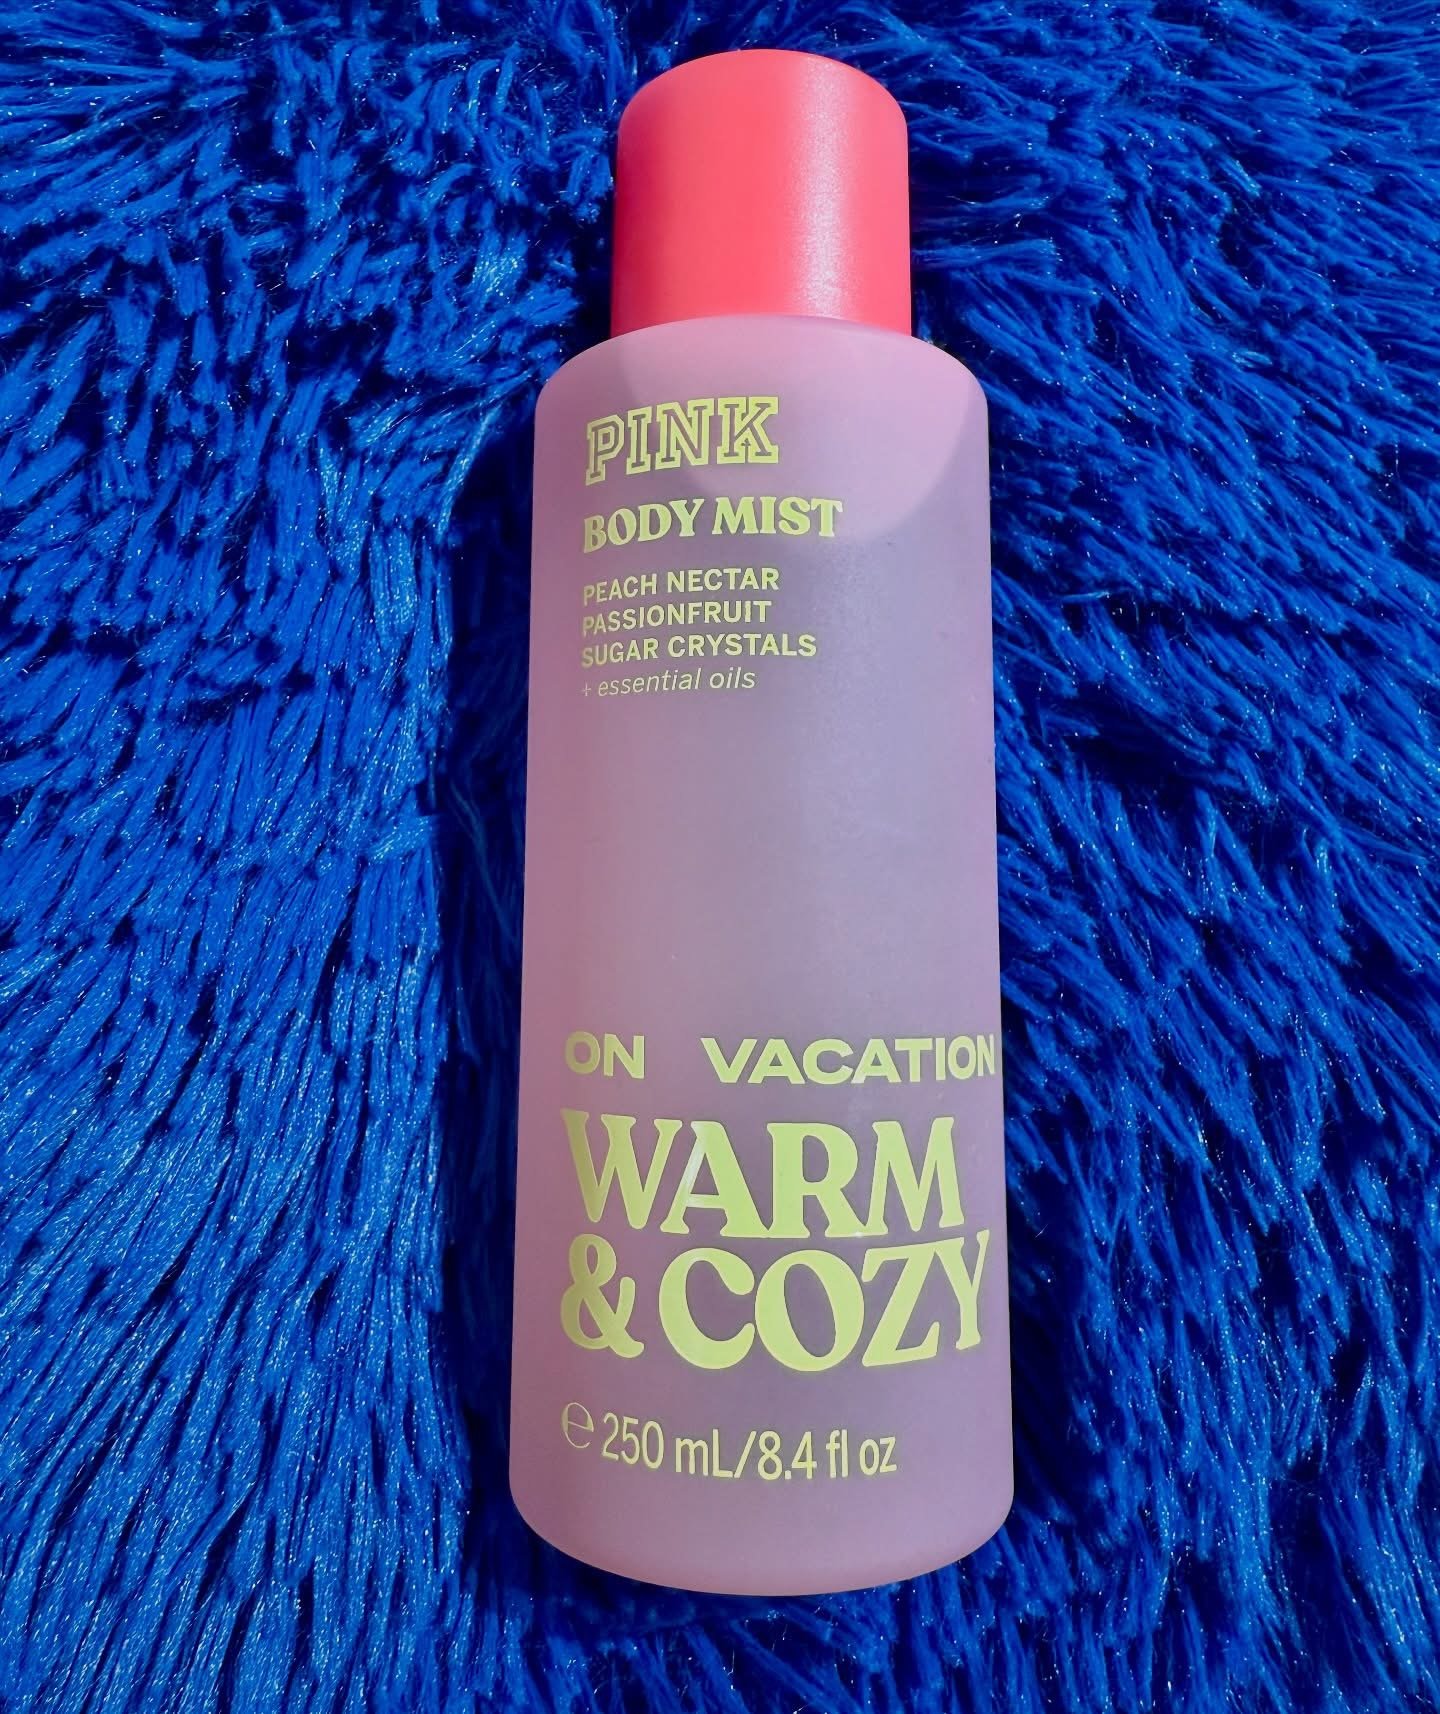 PINK
BODY MIST
PEACH NECTAR
PASSIONFRUIT
SUGAR CRYSTALS
+ essential oils
ON VACATION
WARM
& COZY
℮ 250 mL/8.4 fl oz